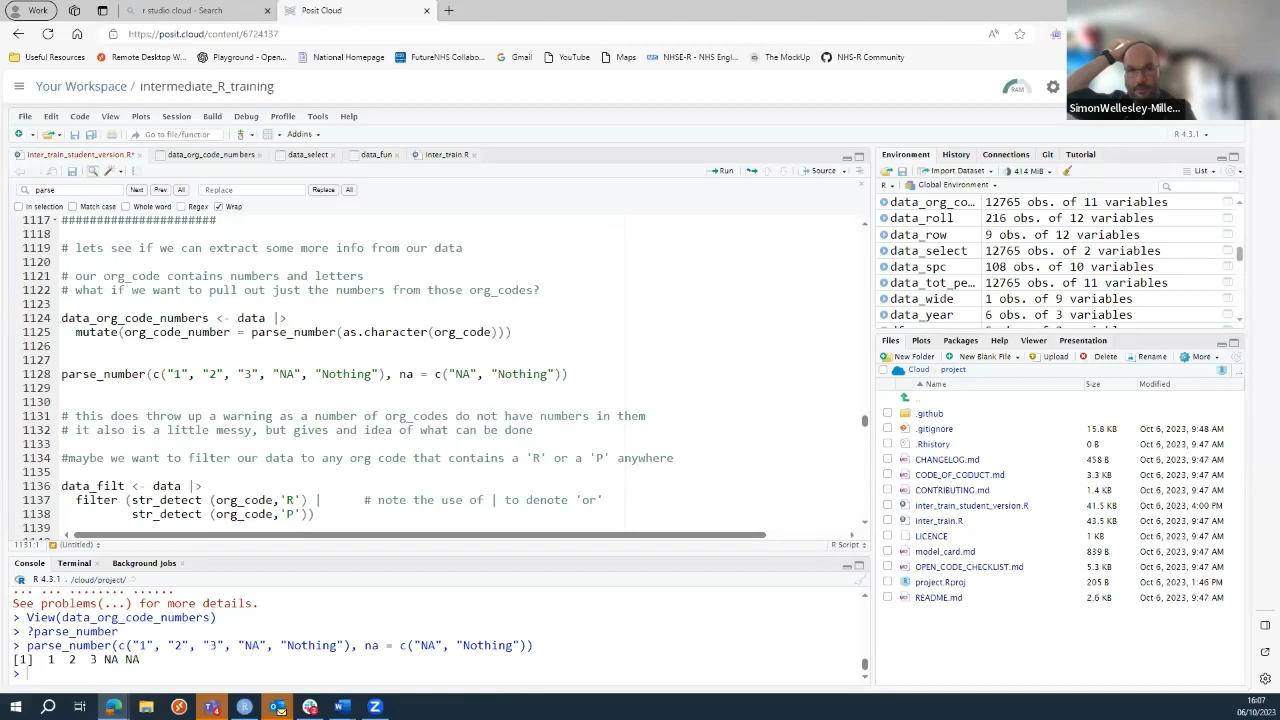 Work
r studio cloud - Search
Posit Cloud
https://posit.cloud/content/6724137
Useful Resources
Remote Desktop W...
Playground - Open...
National Homepage
FutureNHS Collabo...
Gmail
YouTube
Maps
NHSE-R - NHS Engl...
The MockUp
NHS-R Community
SimonWellesley-Mille...
Your Workspace / intermediate_R_training
RAM
File Edit Code View Plots Session Build Debug Profile Tools Help
Go to file/function
Addins
R 4.3.1
inter_train_student_version.R*
data_org_code_numbers
data_select
data_fun
inter_train.R
Run
Source
parse
Next Prev All
Replace
Replace All
In selection Match case Whole word Regex Wrap
1117 ######################
1118
1119 # lets see if we can extract some more info from our data
1120
1121 # our org_code contains numbers and letters
1122 # what if we want to pull out just the numbers from those org_codes?
1123
1124 data_org_code_numbers <- data |>
1125 mutate(org_code_number = parse_number(as.character(org_code)))
1126
1127
1128 parse_number(c("1", "2", "3", "NA", "Nothing"), na = c("NA", "Nothing"))
1129
1130
1131 # this does throw up a warning as a number of org_codes do not have numbers in them
1132 # it also is a little messy, but gives and idea of what can be done
1133
1134 #maybe we want to filter our data to any org code that contains a 'R' or a 'P' anywhere
1135
1136 data_filt <- data |>
1137 filter (str_detect (org_code,'R') | # note the use of | to denote 'or'
1138 str_detect (org_code,'P'))
1139
1131:1 (Untitled)
R Script
Console Terminal Background Jobs
R 4.3.1 . /cloud/project/
See problems(...) for more details.
> View(data_org_code_numbers)
> ?parse_number
> parse_number(c("1", "2", "3", "NA", "Nothing"), na = c("NA", "Nothing"))
[1] 1 2 3 NA NA
>
Environment History Connections Git Tutorial
Import Dataset
414 MiB
List
R
Global Environment
data_org_co... 12765 obs. of 11 variables
data_roll 216 obs. of 12 variables
data_row 9 obs. of 12 variables
data_select 12765 obs. of 2 variables
data_spc 108 obs. of 10 variables
data_tot_pe... 12765 obs. of 11 variables
data_wide 1 obs. of 9 variables
data_year 6 obs. of 3 variables
Files Plots Packages Help Viewer Presentation
New Folder New Blank File Upload Delete Rename More
Cloud project
Name Size Modified
..
.github
.gitignore 15.8 KB Oct 6, 2023, 9:48 AM
.Rhistory 0 B Oct 6, 2023, 9:47 AM
CHANGELOG.md 458 B Oct 6, 2023, 9:47 AM
CODE_OF_CODUCT.md 3.3 KB Oct 6, 2023, 9:47 AM
CONTRIBUTING.md 1.4 KB Oct 6, 2023, 9:47 AM
inter_train_student_version.R 41.5 KB Oct 6, 2023, 4:00 PM
inter_train.R 43.5 KB Oct 6, 2023, 9:47 AM
LICENCE 1 KB Oct 6, 2023, 9:47 AM
model_card.md 839 B Oct 6, 2023, 9:47 AM
OPEN_CODE_CHECKLIST.md 5.3 KB Oct 6, 2023, 9:47 AM
project.Rproj 205 B Oct 6, 2023, 1:46 PM
README.md 2.6 KB Oct 6, 2023, 9:47 AM
16:07
06/10/2023